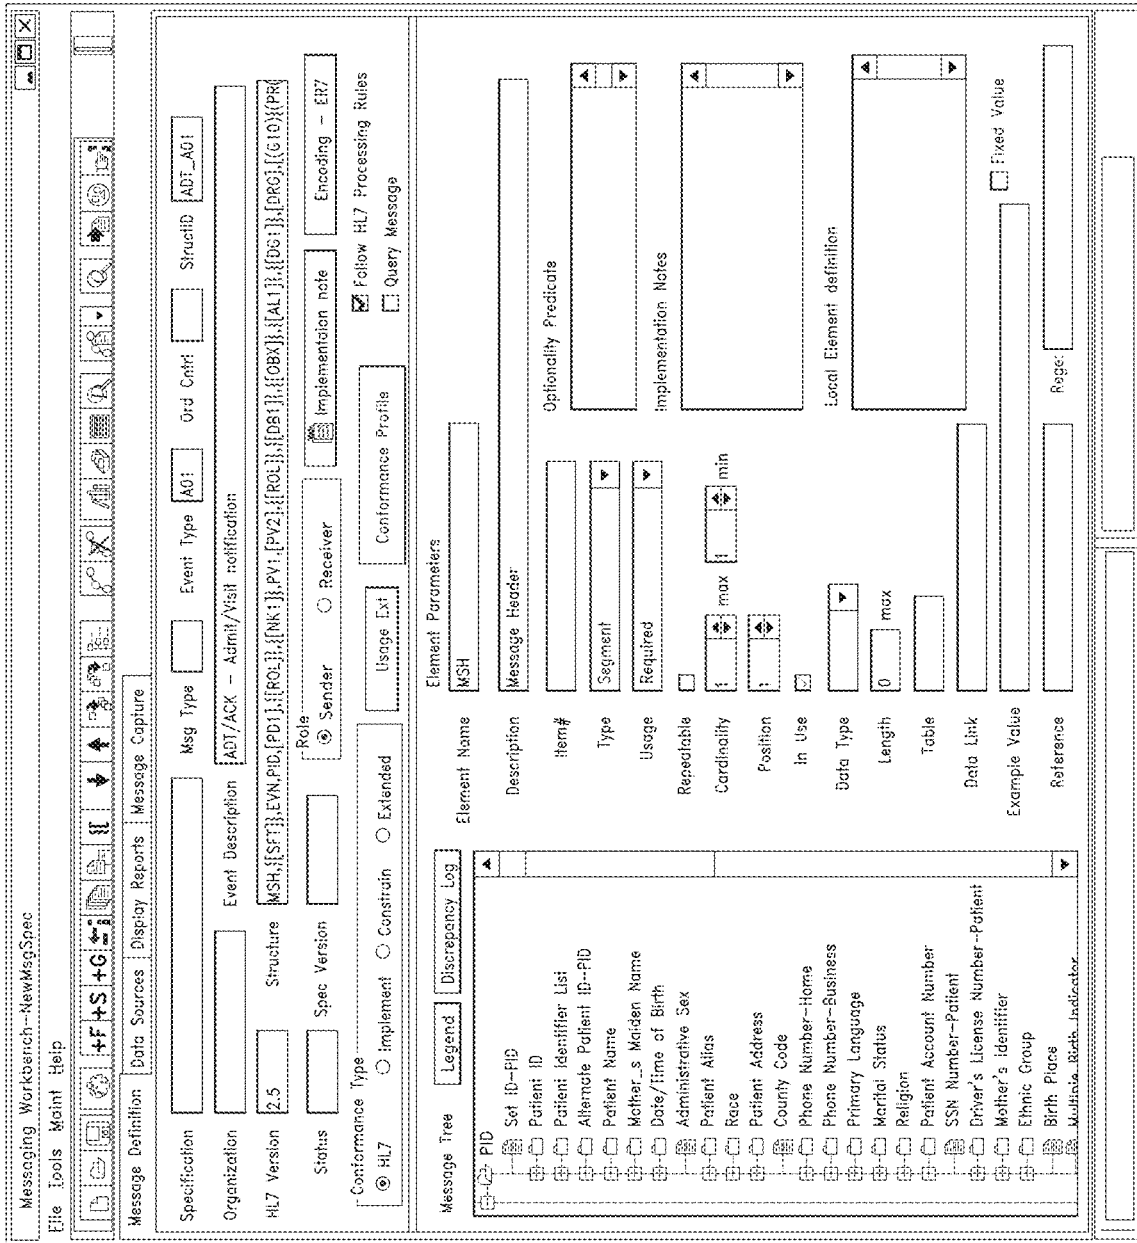 Messaging Workbench--NewMsgSpec
File Tools Maint Help
+F +S +G
Message Definition Data Sources Display Reports Message Capture
Specification Msg Type Event Type A01 Ord Cntrl StructID ADT_A01
Organization Event Description ADT/ACK - Admit/Visit notification
HL7 Version 2.5 Structure MSH,{[SFT]},EVN,PID,[PD1],{[ROL]},{[NK1]},PV1,[PV2],{[ROL]},{[DB1]},{[OBX]},{[AL1]},{[DG1]},[DRG],[(G10){(PR(
Status Spec Version Role Sender Receiver Implementaion note Encoding - ER7
Conformance Type
HL7 Implement Constrain Extended Usage Ext Conformance Profile
Follow HL7 Processing Rules
Query Message
Message Tree Legend Discrepancy Log
PID
Set ID-PID
Patient ID
Patient Identifier List
Alternate Patient ID--PID
Patient Name
Mother_s Maiden Name
Date/Time of Birth
Administrative Sex
Patient Alias
Race
Patient Address
County Code
Phone Number-Home
Phone Number-Business
Primary Language
Marital Status
Religion
Patient Account Number
SSN Number-Patient
Driver's License Number-Patient
Mother's Identifier
Ethnic Group
Birth Place
Multiple Birth Indicator
Element Parameters
Element Name MSH
Description Message Header
Item#
Type Segment
Usage Required
Repeatable
Cardinality 1 max 1 min
Position 1
In Use
Data Type
Length 0 max
Table
Data Link
Example Value Fixed Value
Reference Rege:
Optionality Predicate
Implementation Notes
Local Element definition